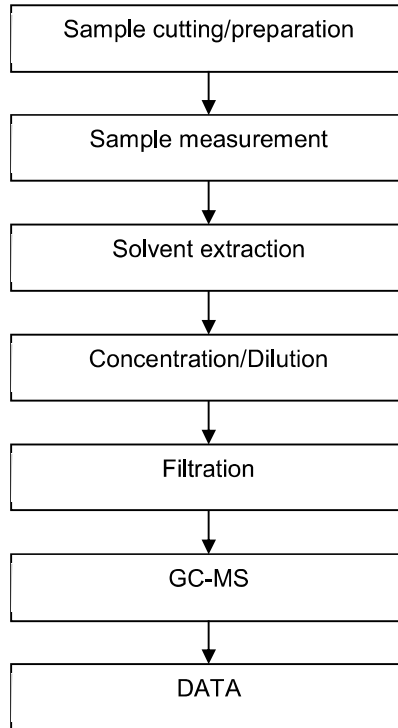 Sample cutting/preparation
Sample measurement
Solvent extraction
Concentration/Dilution
Filtration
GC-MS
DATA